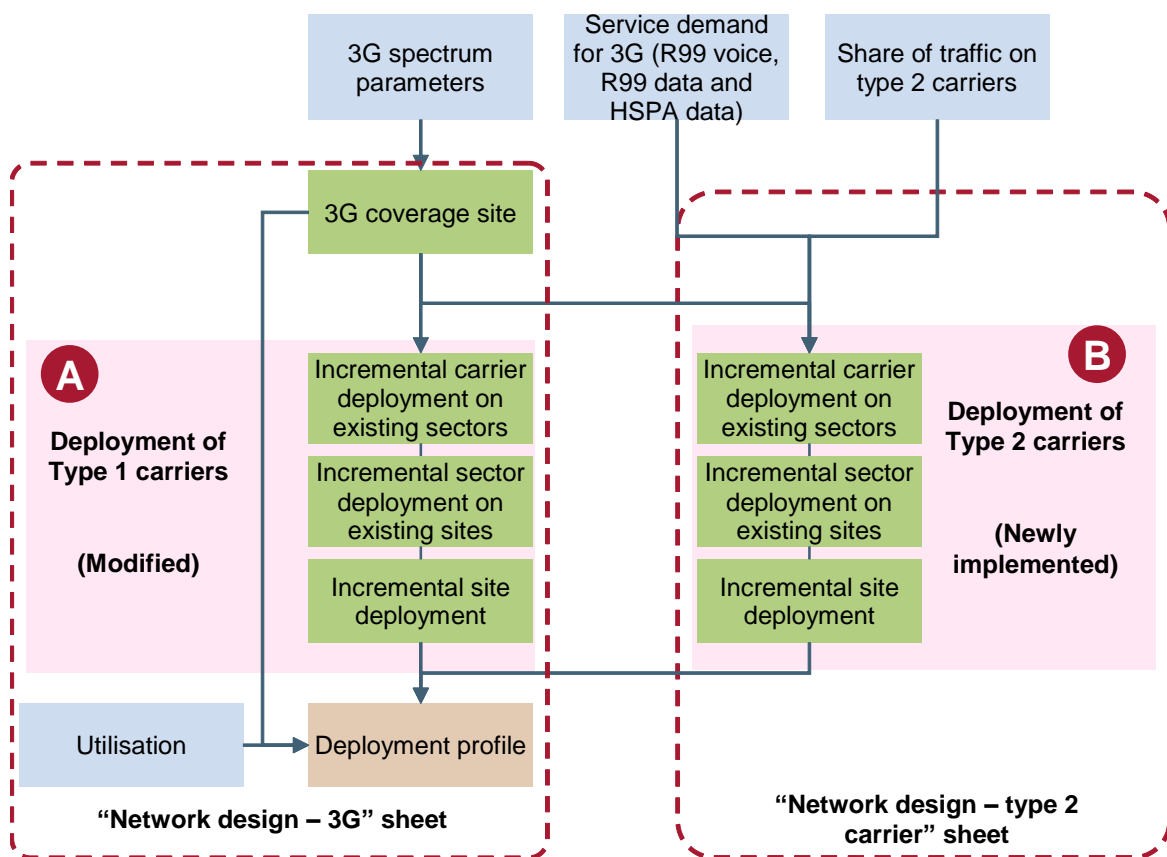 3G spectrum
parameters
Service demand
for 3G (R99 voice,
R99 data and
HSPA data)
Share of traffic on
type 2 carriers
3G coverage site
A
Deployment of
Type 1 carriers
(Modified)
Incremental carrier
deployment on
existing sectors
Incremental sector
deployment on
existing sites
Incremental site
deployment
Incremental carrier
deployment on
existing sectors
Incremental sector
deployment on
existing sites
Incremental site
deployment
B
Deployment of
Type 2 carriers
(Newly
implemented)
Utilisation
Deployment profile
“Network design – 3G” sheet
“Network design – type 2
carrier” sheet